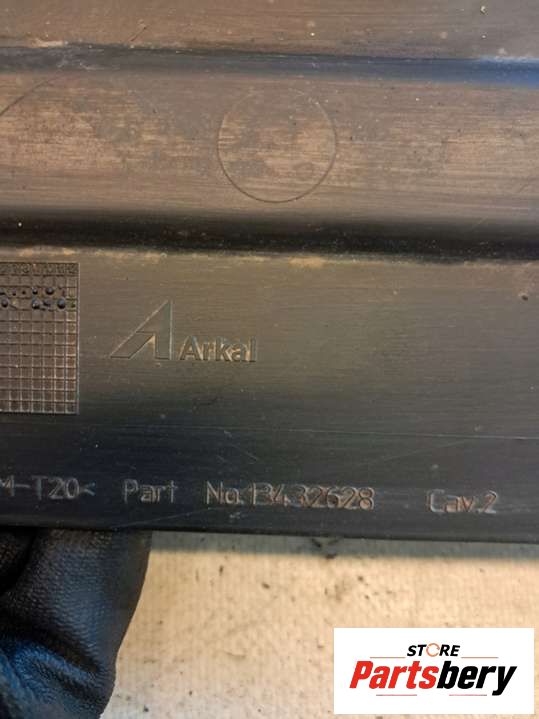 Arkal
M-T20< Part No.13432628 Cav.2
STORE
Partsbery